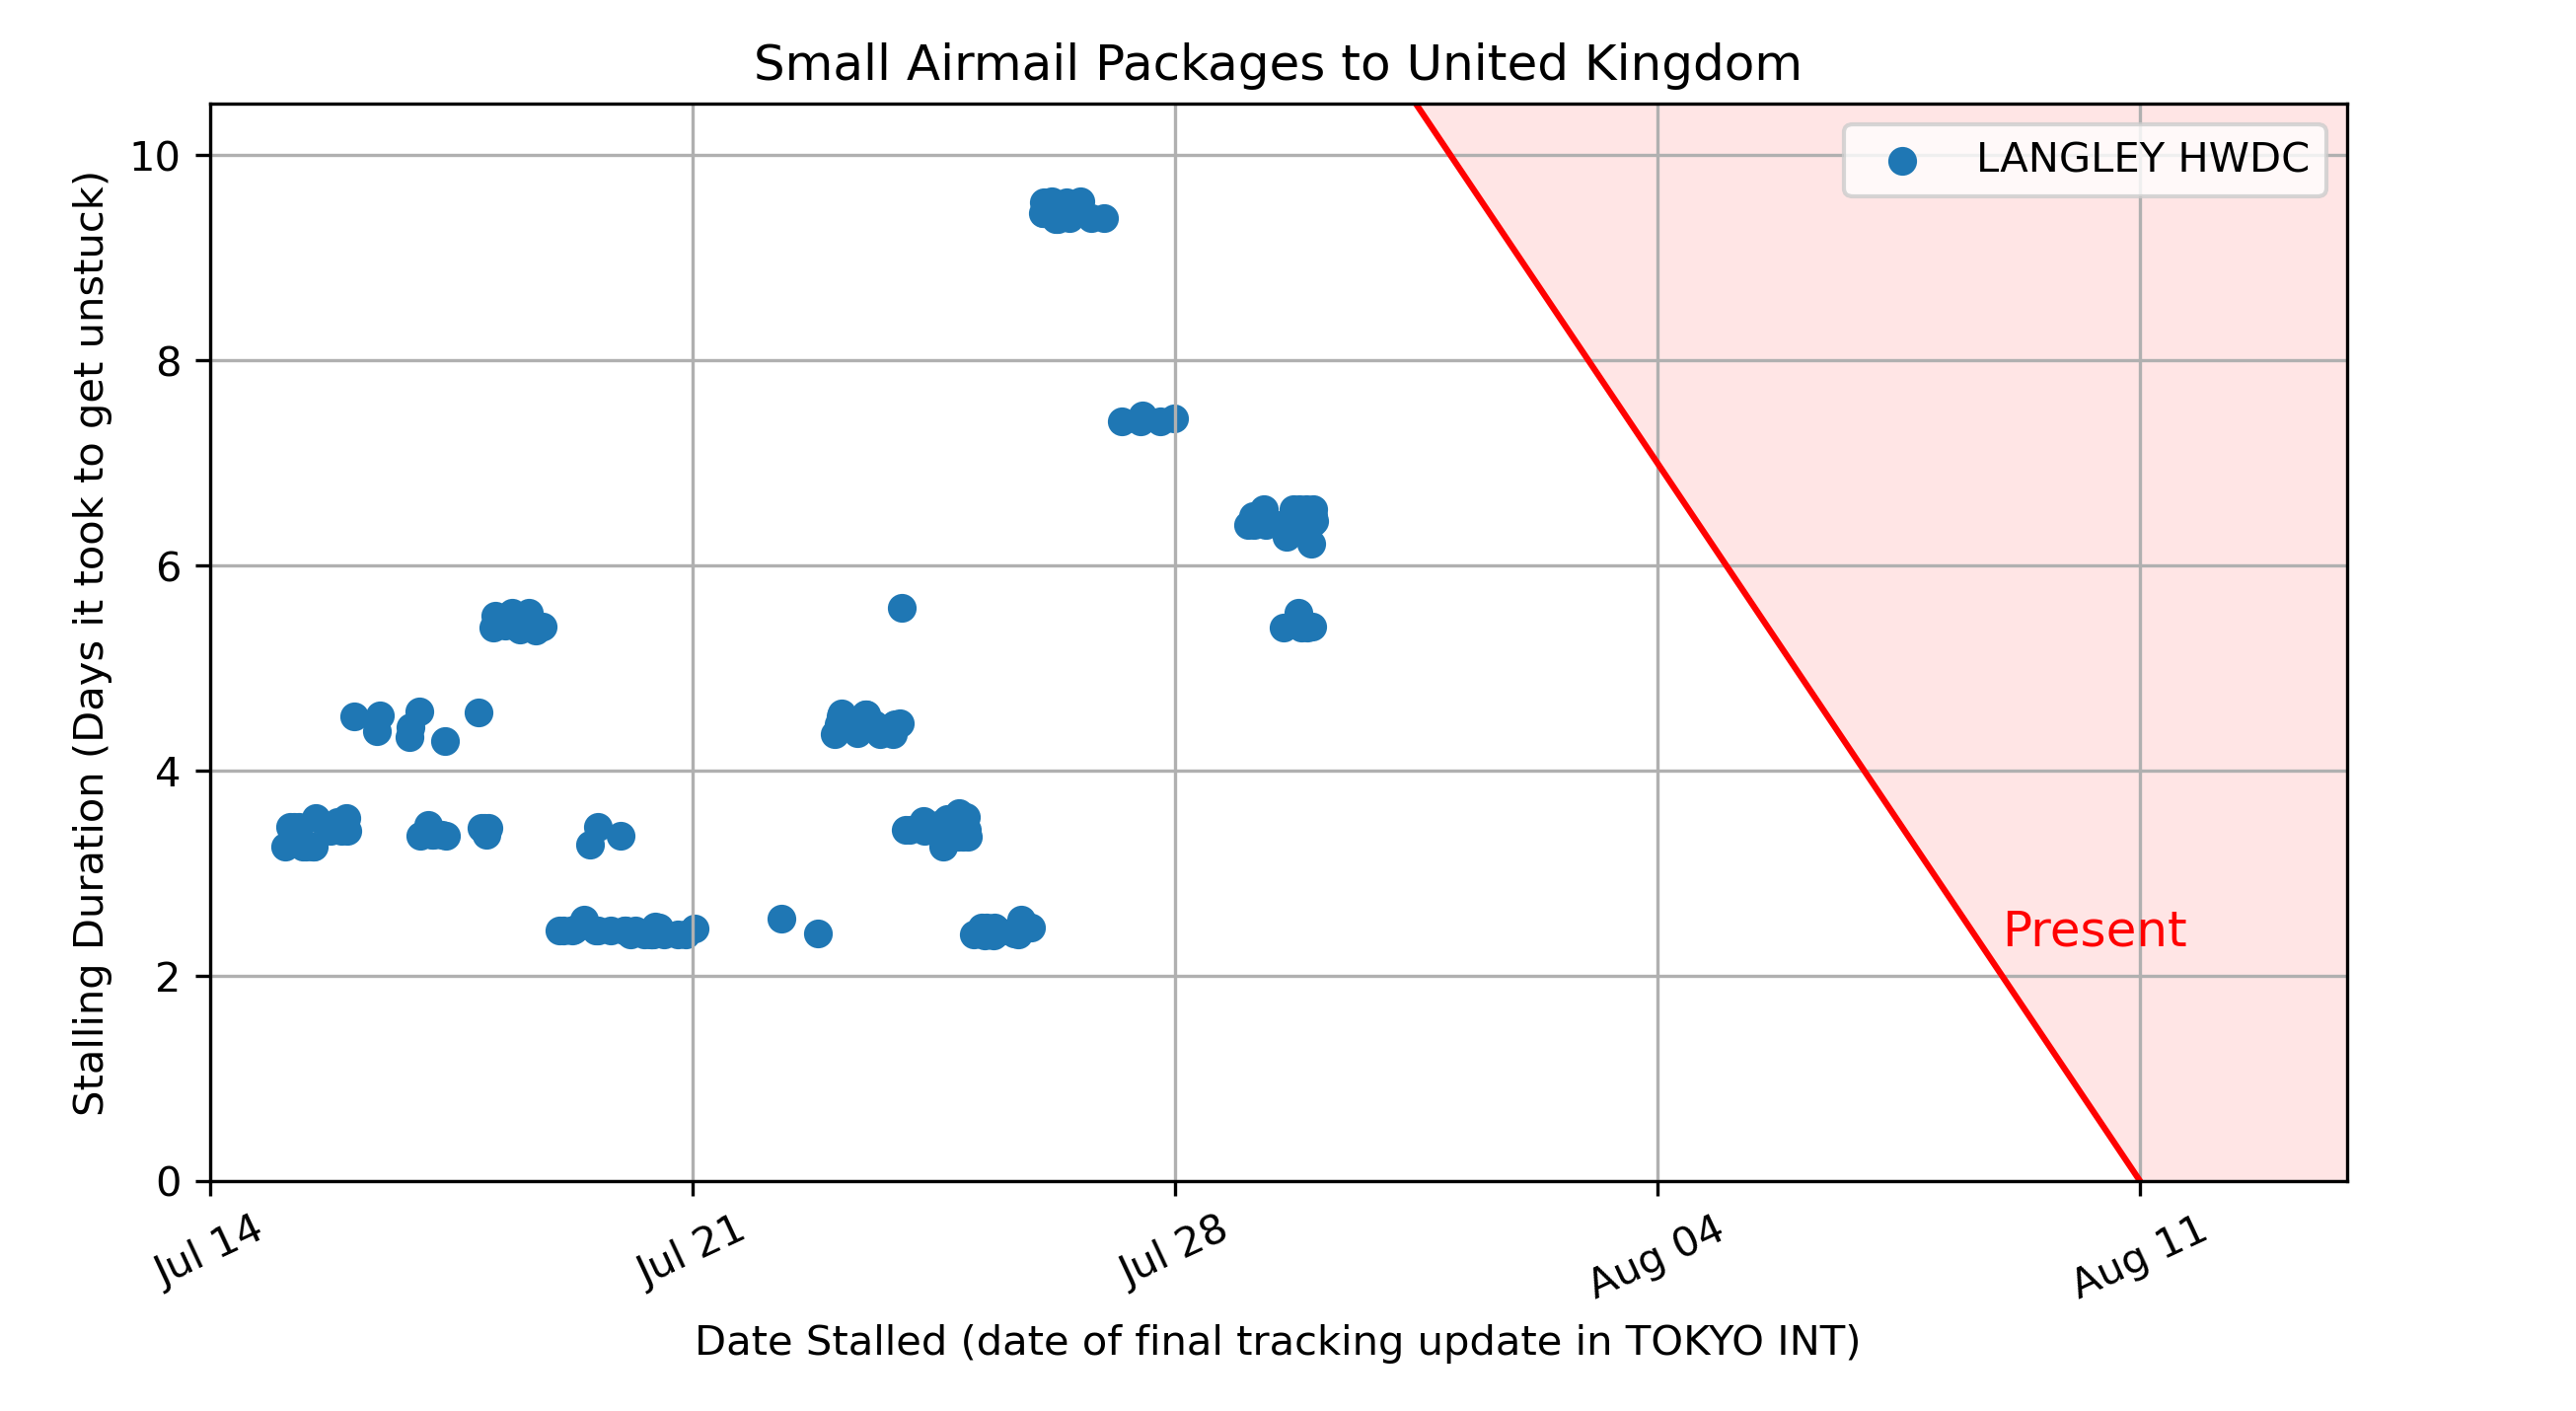 Small Airmail Packages to United Kingdom
LANGLEY HWDC
Stalling Duration (Days it took to get unstuck)
10
8
6
4
2
0
Present
Jul 14
Jul 21
Jul 28
Aug 04
Aug 11
Date Stalled (date of final tracking update in TOKYO INT)